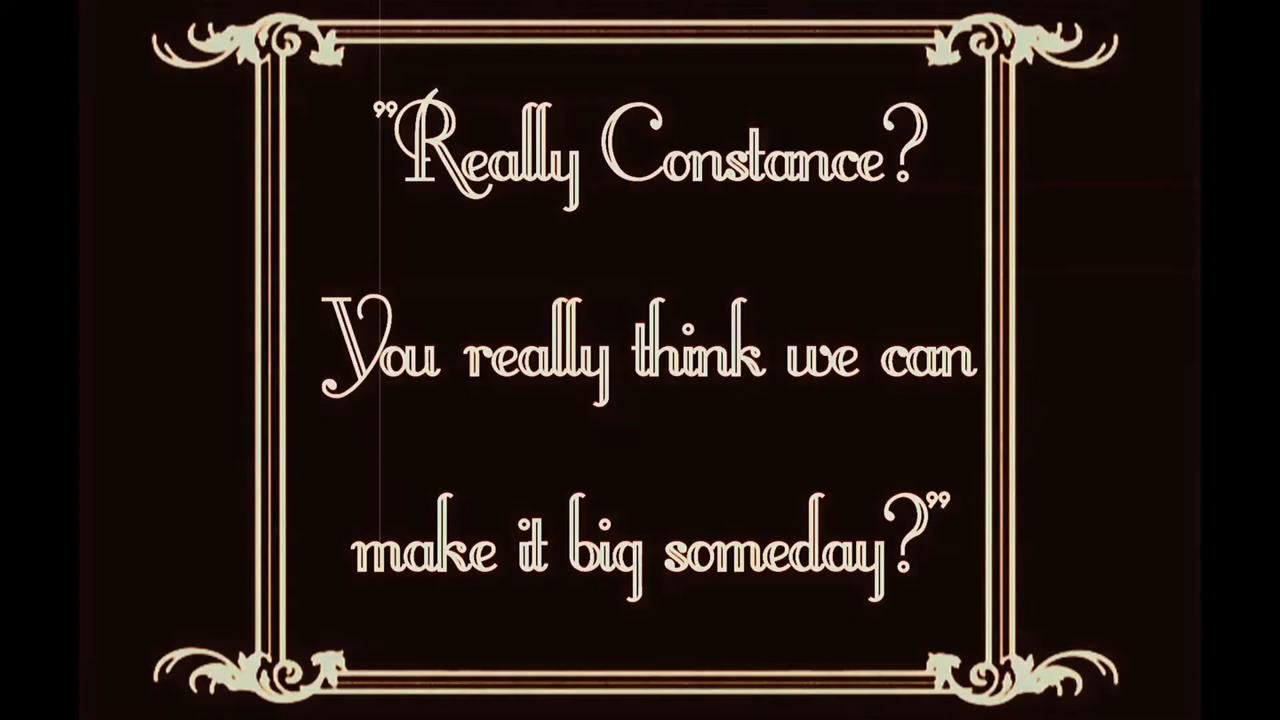 ”Really Constance?
You really think we can
make it big someday?”